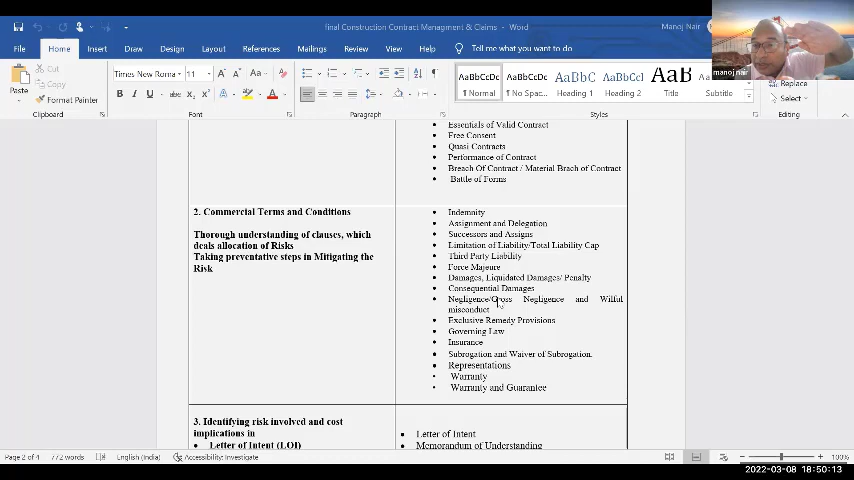 final Construction Contract Managment & Claims - Word
Manoj Nair
File Home Insert Draw Design Layout References Mailings Review View Help Tell me what you want to do
manoj nair
Paste
Cut
Copy
Format Painter
Times New Roma 11
AaBbCcDc AaBbCcDc AaBbC AaBbCcl AaB AaBbCcD
¶ Normal ¶ No Spac... Heading 1 Heading 2 Title Subtitle
Replace
Select
Clipboard Font Paragraph Styles Editing
Essentials of Valid Contract
Free Consent
Quasi Contracts
Performance of Contract
Breach Of Contract / Material Brach of Contract
Battle of Forms
2. Commercial Terms and Conditions
Thorough understanding of clauses, which
deals allocation of Risks
Taking preventative steps in Mitigating the
Risk
Indemnity
Assignment and Delegation
Successors and Assigns
Limitation of Liability/Total Liability Cap
Third Party Liability
Force Majeure
Damages, Liquidated Damages/ Penalty
Consequential Damages
Negligence/Gross Negligence and Wilful
misconduct
Exclusive Remedy Provisions
Governing Law
Insurance
Subrogation and Waiver of Subrogation.
Representations
Warranty
Warranty and Guarantee
3. Identifying risk involved and cost
implications in
Letter of Intent (LOI)
Letter of Intent
Memorandum of Understanding
Page 2 of 4 772 words English (India) Accessibility: Investigate 100%
2022-03-08 18:50:13